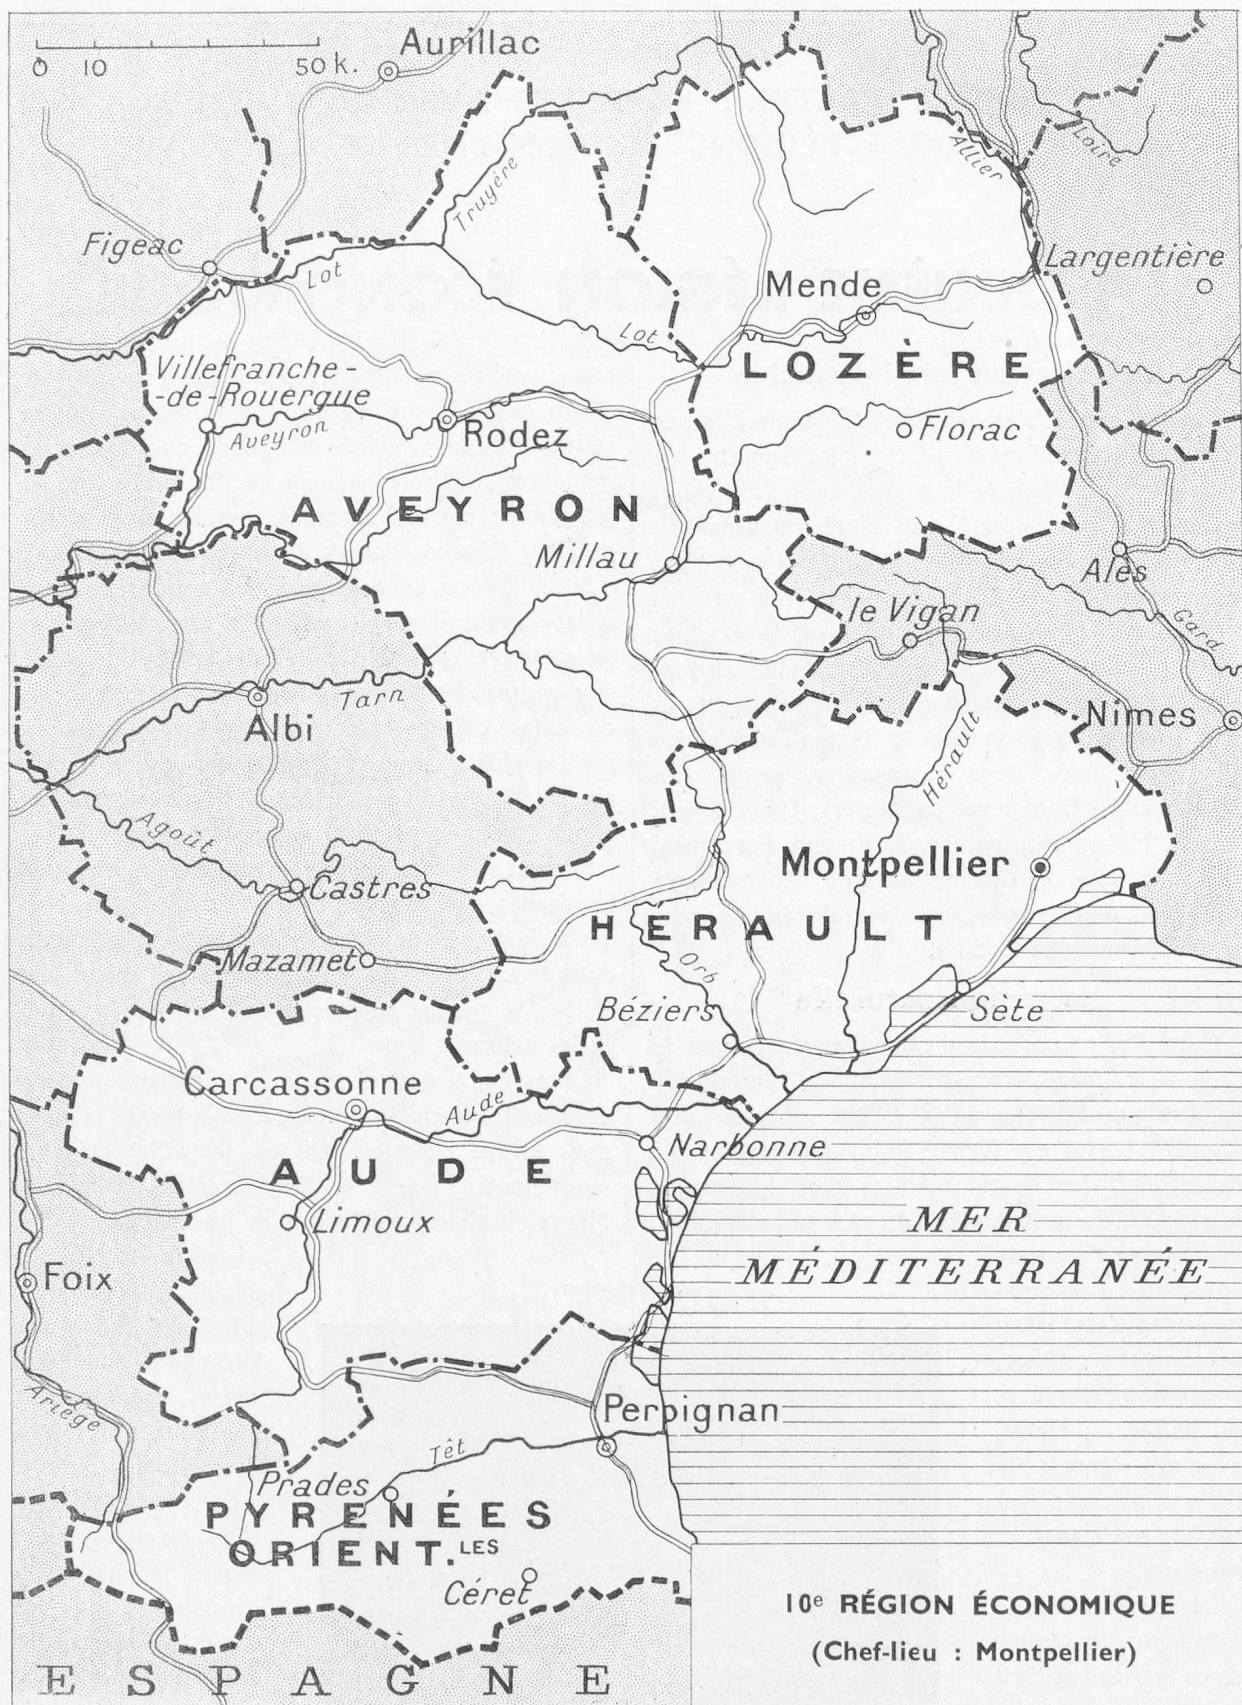 Aurillac
0 10 50 k.
Loire
Allier
Truyère
Figeac
Largentière
Lot
Mende
Lot
LOZÈRE
Villefranche-
-de-Rouergue
Florac
Aveyron
Rodez
AVEYRON
Millau
Alès
le Vigan
Gard
Tarn
Nimes
Albi
Hérault
Agoût
Montpellier
Castres
HERAULT
Mazamet
Orb
Béziers
Sète
Carcassonne
Aude
Narbonne
AUDE
Limoux
MER
MÉDITERRANÉE
Foix
Ariège
Perpignan
Têt
Prades
PYRENÉES
ORIENT.LES
Céret
10e RÉGION ÉCONOMIQUE
(Chef-lieu : Montpellier)
ESPAGNE